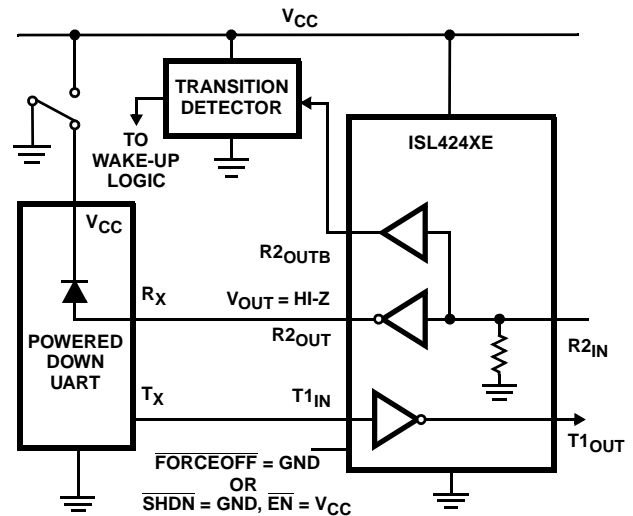 VCC
TRANSITION
DETECTOR
TO
WAKE-UP
LOGIC
ISL424XE
VCC
R2OUTB
RX
VOUT = HI-Z
R2OUT
R2IN
POWERED
DOWN
UART
TX
T1IN
T1OUT
FORCEOFF = GND
OR
SHDN = GND, EN = VCC